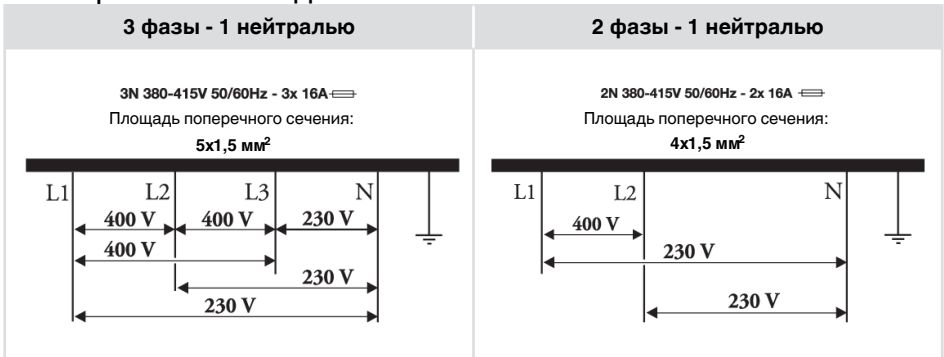 3 фазы - 1 нейтралью
3N 380-415V 50/60Hz - 3x 16A
Площадь поперечного сечения:
5x1,5 мм²
L1 L2 L3 N
400 V 400 V 230 V
400 V
230 V
230 V
2 фазы - 1 нейтралью
2N 380-415V 50/60Hz - 2x 16A
Площадь поперечного сечения:
4x1,5 мм²
L1 L2 N
400 V
230 V
230 V